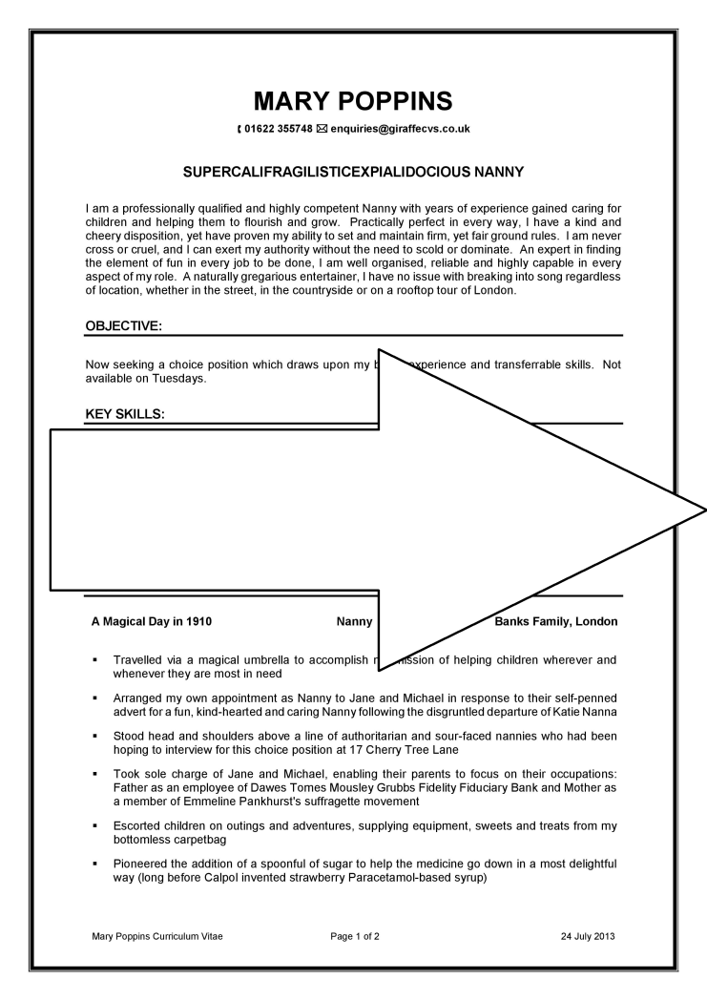 MARY POPPINS
01622 355748 enquiries@giraffecvs.co.uk
SUPERCALIFRAGILISTICEXPIALIDOCIOUS NANNY
I am a professionally qualified and highly competent Nanny with years of experience gained caring for
children and helping them to flourish and grow. Practically perfect in every way, I have a kind and
cheery disposition, yet have proven my ability to set and maintain firm, yet fair ground rules. I am never
cross or cruel, and I can exert my authority without the need to scold or dominate. An expert in finding
the element of fun in every job to be done, I am well organised, reliable and highly capable in every
aspect of my role. A naturally gregarious entertainer, I have no issue with breaking into song regardless
of location, whether in the street, in the countryside or on a rooftop tour of London.
OBJECTIVE:
Now seeking a choice position which draws upon my experience and transferrable skills. Not
available on Tuesdays.
KEY SKILLS:
A Magical Day in 1910 Nanny Banks Family, London
▪ Travelled via a magical umbrella to accomplish of helping children wherever and
whenever they are most in need
▪ Arranged my own appointment as Nanny to Jane and Michael in response to their self-penned
advert for a fun, kind-hearted and caring Nanny following the disgruntled departure of Katie Nanna
▪ Stood head and shoulders above a line of authoritarian and sour-faced nannies who had been
hoping to interview for this choice position at 17 Cherry Tree Lane
▪ Took sole charge of Jane and Michael, enabling their parents to focus on their occupations:
Father as an employee of Dawes Tomes Mousley Grubbs Fidelity Fiduciary Bank and Mother as
a member of Emmeline Pankhurst's suffragette movement
▪ Escorted children on outings and adventures, supplying equipment, sweets and treats from my
bottomless carpetbag
▪ Pioneered the addition of a spoonful of sugar to help the medicine go down in a most delightful
way (long before Calpol invented strawberry Paracetamol-based syrup)
Mary Poppins Curriculum Vitae Page 1 of 2 24 July 2013